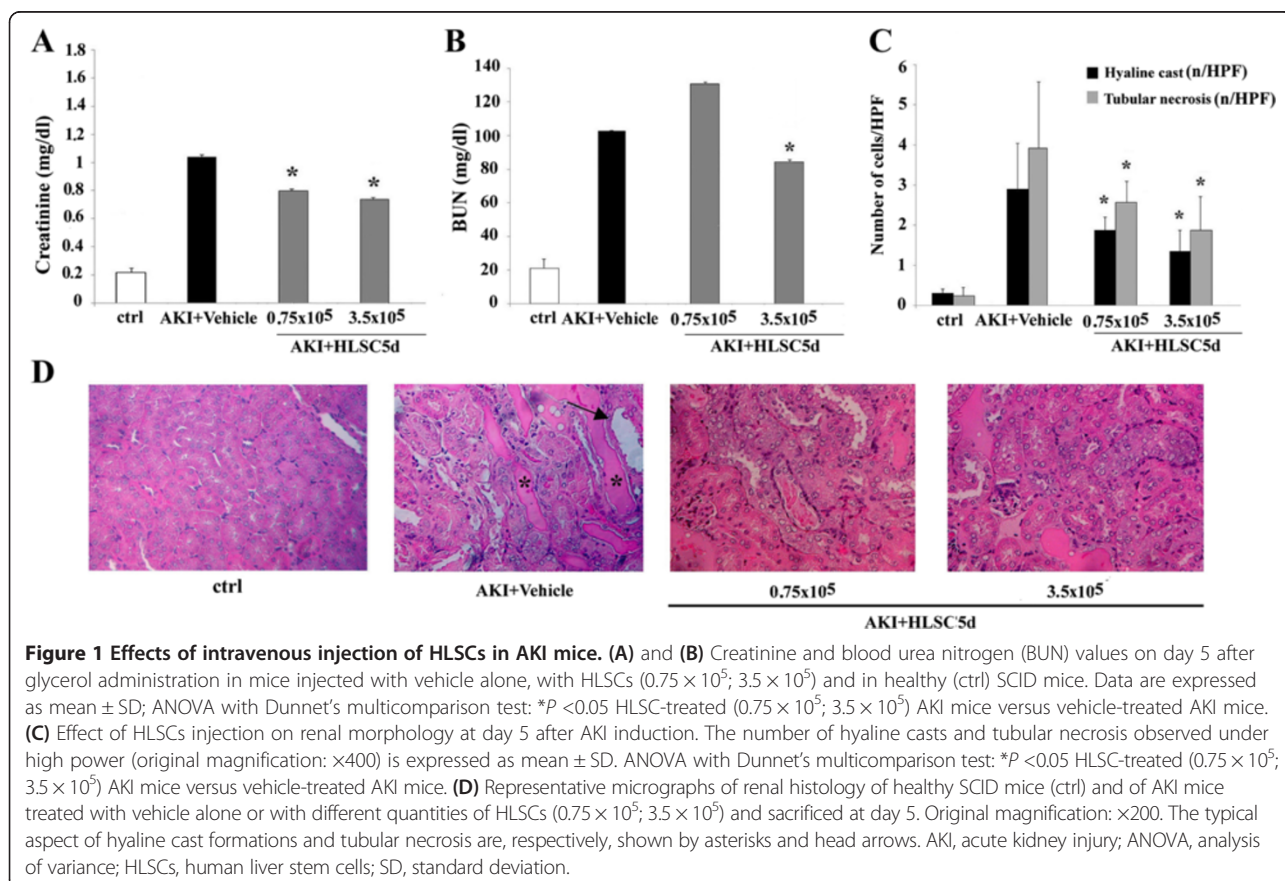 A
1.8
1.6
1.4
1.2
1
0.8
0.6
0.4
0.2
0
Creatinine (mg/dl)
*
*
ctrl AKI+Vehicle 0.75x10⁵ 3.5x10⁵
AKI+HLSC5d
B
140
120
100
80
60
40
20
0
BUN (mg/dl)
*
ctrl AKI+Vehicle 0.75x10⁵ 3.5x10⁵
AKI+HLSC5d
C
6
5
4
3
2
1
0
Number of cells/HPF
Hyaline cast (n/HPF)
Tubular necrosis (n/HPF)
* *
* *
ctrl AKI+Vehicle 0.75x10⁵ 3.5x10⁵
AKI+HLSC5d
D
* *
ctrl AKI+Vehicle 0.75x10⁵ 3.5x10⁵
AKI+HLSC5d
Figure 1 Effects of intravenous injection of HLSCs in AKI mice. (A) and (B) Creatinine and blood urea nitrogen (BUN) values on day 5 after
glycerol administration in mice injected with vehicle alone, with HLSCs (0.75 × 10⁵; 3.5 × 10⁵) and in healthy (ctrl) SCID mice. Data are expressed
as mean ± SD; ANOVA with Dunnet's multicomparison test: *P <0.05 HLSC-treated (0.75 × 10⁵; 3.5 × 10⁵) AKI mice versus vehicle-treated AKI mice.
(C) Effect of HLSCs injection on renal morphology at day 5 after AKI induction. The number of hyaline casts and tubular necrosis observed under
high power (original magnification: ×400) is expressed as mean ± SD. ANOVA with Dunnet's multicomparison test: *P <0.05 HLSC-treated (0.75 × 10⁵;
3.5 × 10⁵) AKI mice versus vehicle-treated AKI mice. (D) Representative micrographs of renal histology of healthy SCID mice (ctrl) and of AKI mice
treated with vehicle alone or with different quantities of HLSCs (0.75 × 10⁵; 3.5 × 10⁵) and sacrificed at day 5. Original magnification: ×200. The typical
aspect of hyaline cast formations and tubular necrosis are, respectively, shown by asterisks and head arrows. AKI, acute kidney injury; ANOVA, analysis
of variance; HLSCs, human liver stem cells; SD, standard deviation.